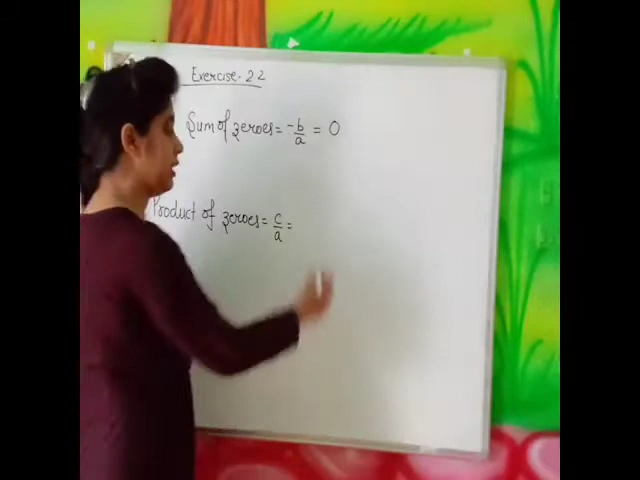 Exercise. 2.2
Sum of zeroes = -b/a = 0
Product of zeroes = c/a =